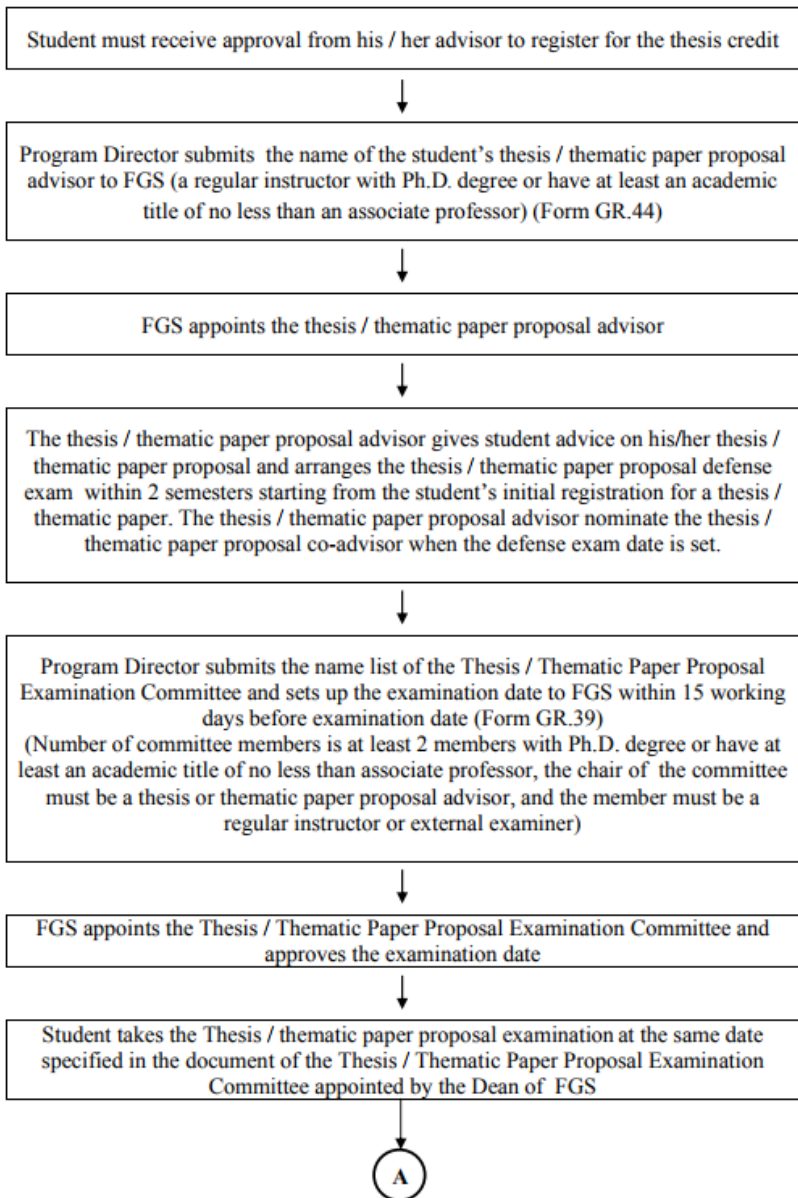 Student must receive approval from his / her advisor to register for the thesis credit
Program Director submits the name of the student's thesis / thematic paper proposal
advisor to FGS (a regular instructor with Ph.D. degree or have at least an academic
title of no less than an associate professor) (Form GR.44)
FGS appoints the thesis / thematic paper proposal advisor
The thesis / thematic paper proposal advisor gives student advice on his/her thesis /
thematic paper proposal and arranges the thesis / thematic paper proposal defense
exam within 2 semesters starting from the student's initial registration for a thesis /
thematic paper. The thesis / thematic paper proposal advisor nominate the thesis /
thematic paper proposal co-advisor when the defense exam date is set.
Program Director submits the name list of the Thesis / Thematic Paper Proposal
Examination Committee and sets up the examination date to FGS within 15 working
days before examination date (Form GR.39)
(Number of committee members is at least 2 members with Ph.D. degree or have at
least an academic title of no less than associate professor, the chair of the committee
must be a thesis or thematic paper proposal advisor, and the member must be a
regular instructor or external examiner)
FGS appoints the Thesis / Thematic Paper Proposal Examination Committee and
approves the examination date
Student takes the Thesis / thematic paper proposal examination at the same date
specified in the document of the Thesis / Thematic Paper Proposal Examination
Committee appointed by the Dean of FGS
A